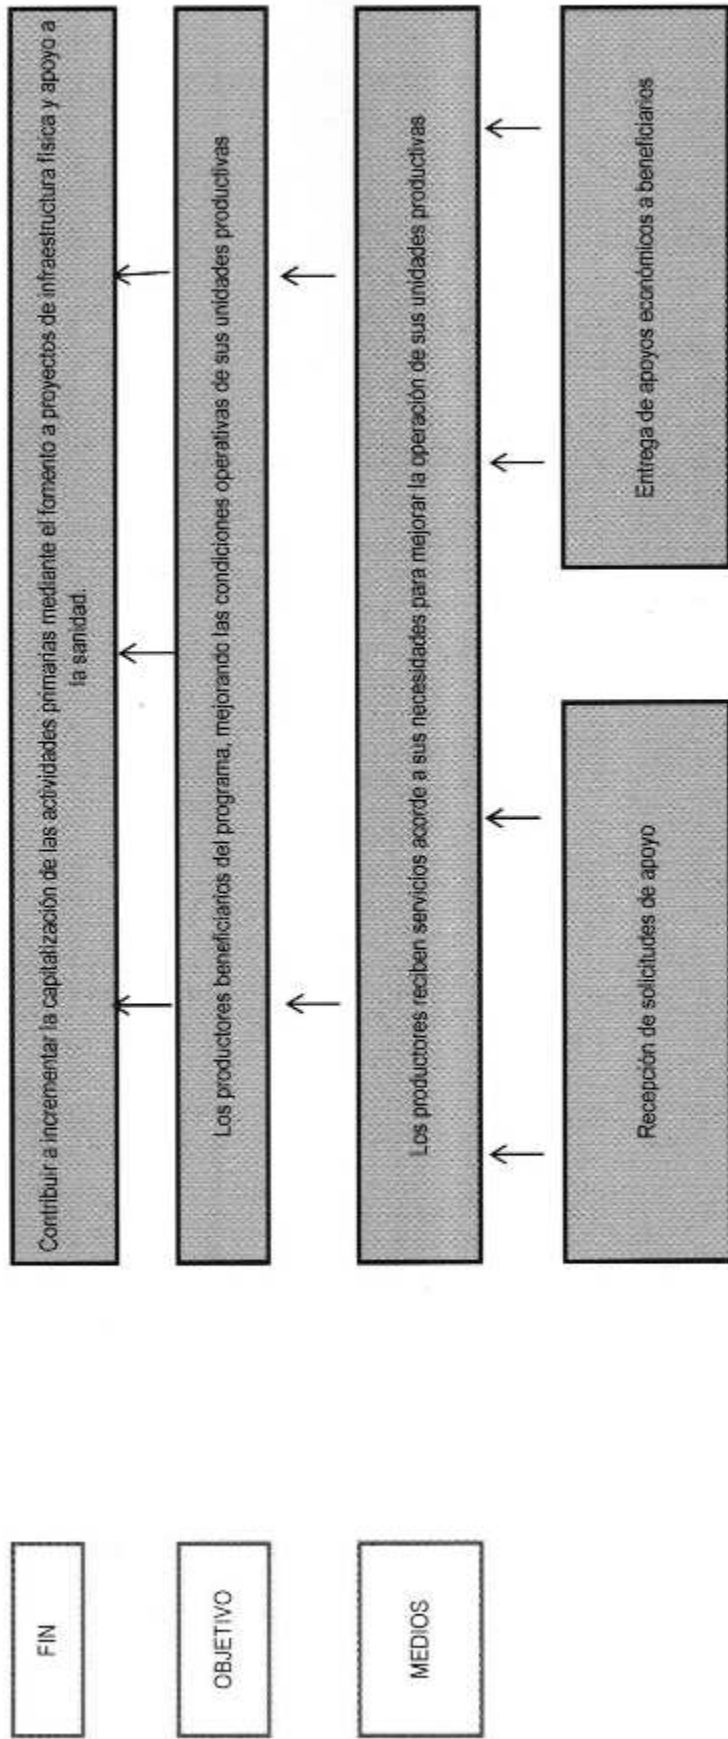 FIN
Contribuir a incrementar la capitalización de las actividades primarias mediante el fomento a proyectos de infraestructura física y apoyo a
la sanidad.
OBJETIVO
Los productores beneficiarios del programa, mejorando las condiciones operativas de sus unidades productivas
MEDIOS
Los productores reciben servicios acorde a sus necesidades para mejorar la operación de sus unidades productivas
Recepción de solicitudes de apoyo
Entrega de apoyos económicos a beneficiarios